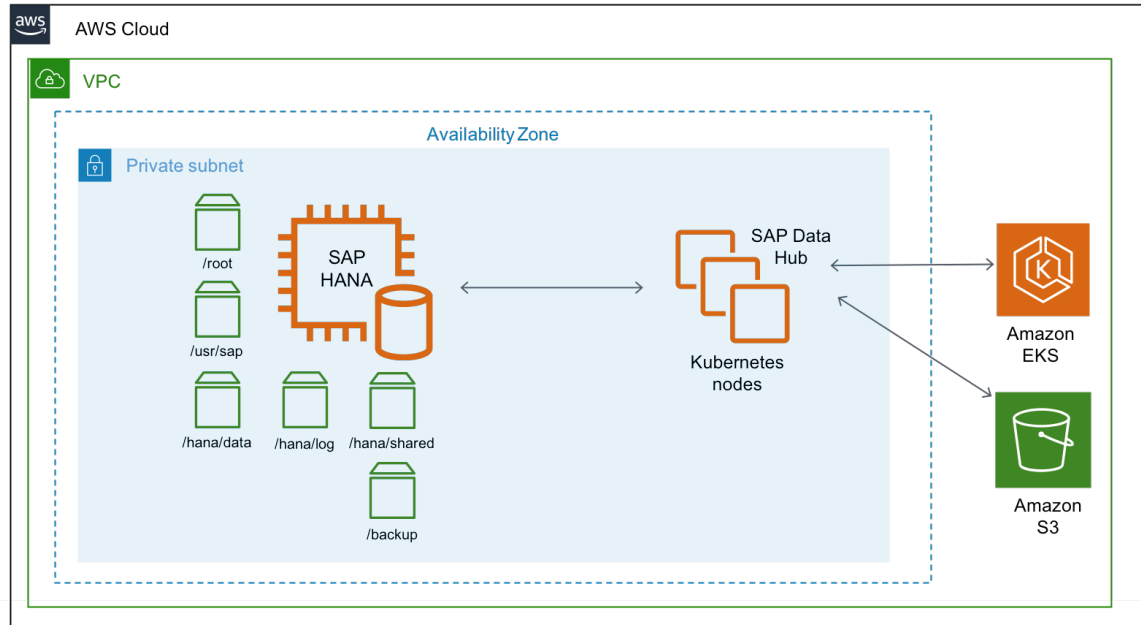 aws
AWS Cloud
VPC
Availability Zone
Private subnet
/root
SAP
HANA
SAP Data
Hub
K
/usr/sap
Amazon
EKS
Kubernetes
nodes
/hana/data
/hana/log
/hana/shared
Amazon
S3
/backup